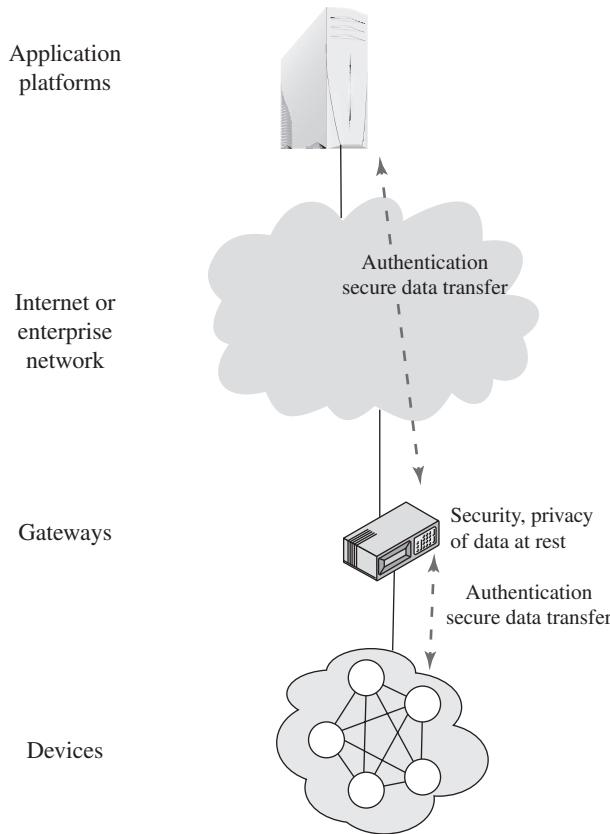 Application
platforms
Authentication
secure data transfer
Internet or
enterprise
network
Gateways
Security, privacy
of data at rest
Authentication
secure data transfer
Devices